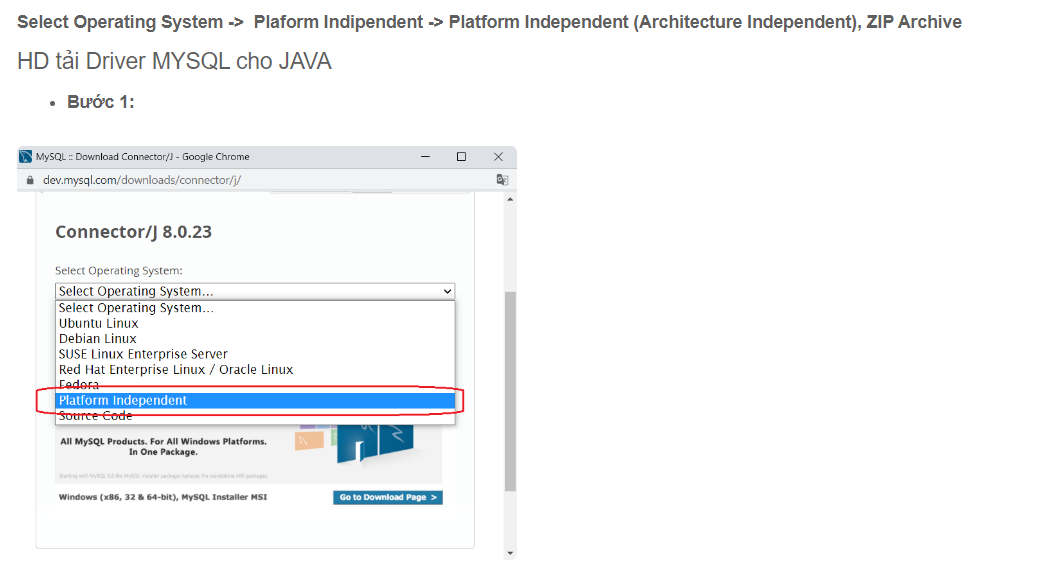 Select Operating System -> Plaform Indipendent -> Platform Independent (Architecture Independent), ZIP Archive
HD tải Driver MYSQL cho JAVA
• Bước 1:
MySQL :: Download Connector/J - Google Chrome
dev.mysql.com/downloads/connector/j/
Connector/J 8.0.23
Select Operating System:
Select Operating System...
Select Operating System...
Ubuntu Linux
Debian Linux
SUSE Linux Enterprise Server
Red Hat Enterprise Linux / Oracle Linux
Fedora
Platform Independent
Source Code
All MySQL Products. For All Windows Platforms.
In One Package.
Starting with MySQL 5.6 the MySQL Installer package replaces the standalone MSI packages.
Windows (x86, 32 & 64-bit), MySQL Installer MSI
Go to Download Page >